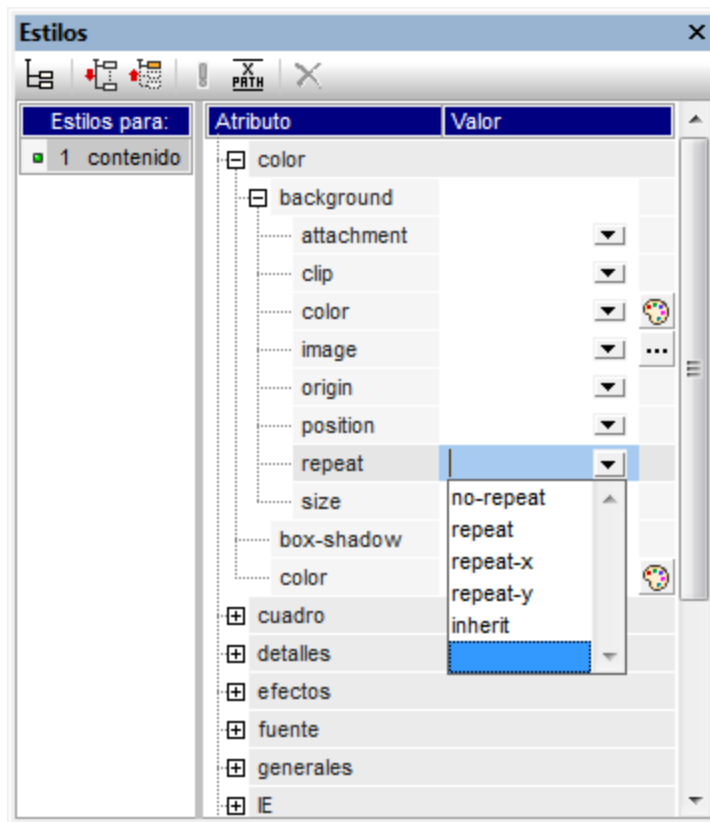 Estilos
X
PATH
Estilos para:
Atributo Valor
1 contenido
color
background
attachment
clip
color
image
origin
position
repeat
size
no-repeat
repeat
repeat-x
repeat-y
inherit
box-shadow
color
cuadro
detalles
efectos
fuente
generales
IE